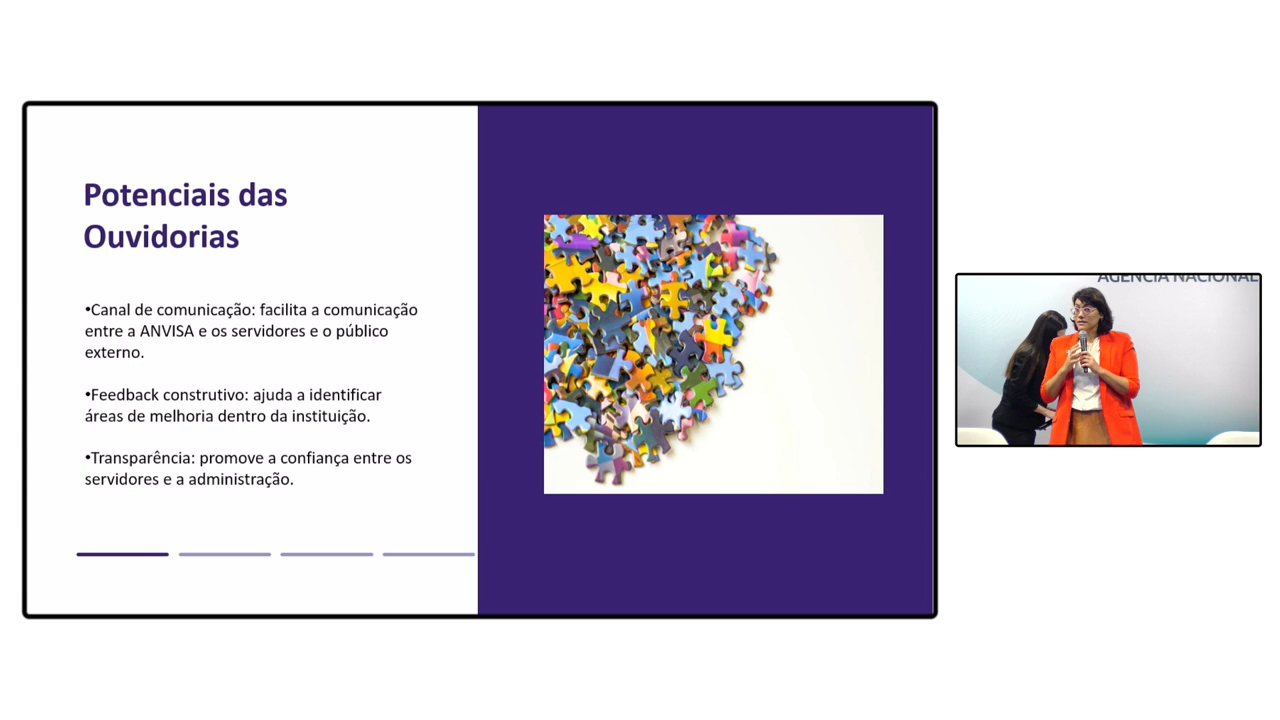 Potenciais das
Ouvidorias
•Canal de comunicação: facilita a comunicação
entre a ANVISA e os servidores e o público
externo.
•Feedback construtivo: ajuda a identificar
áreas de melhoria dentro da instituição.
•Transparência: promove a confiança entre os
servidores e a administração.
AGÊNCIA NACIONAL